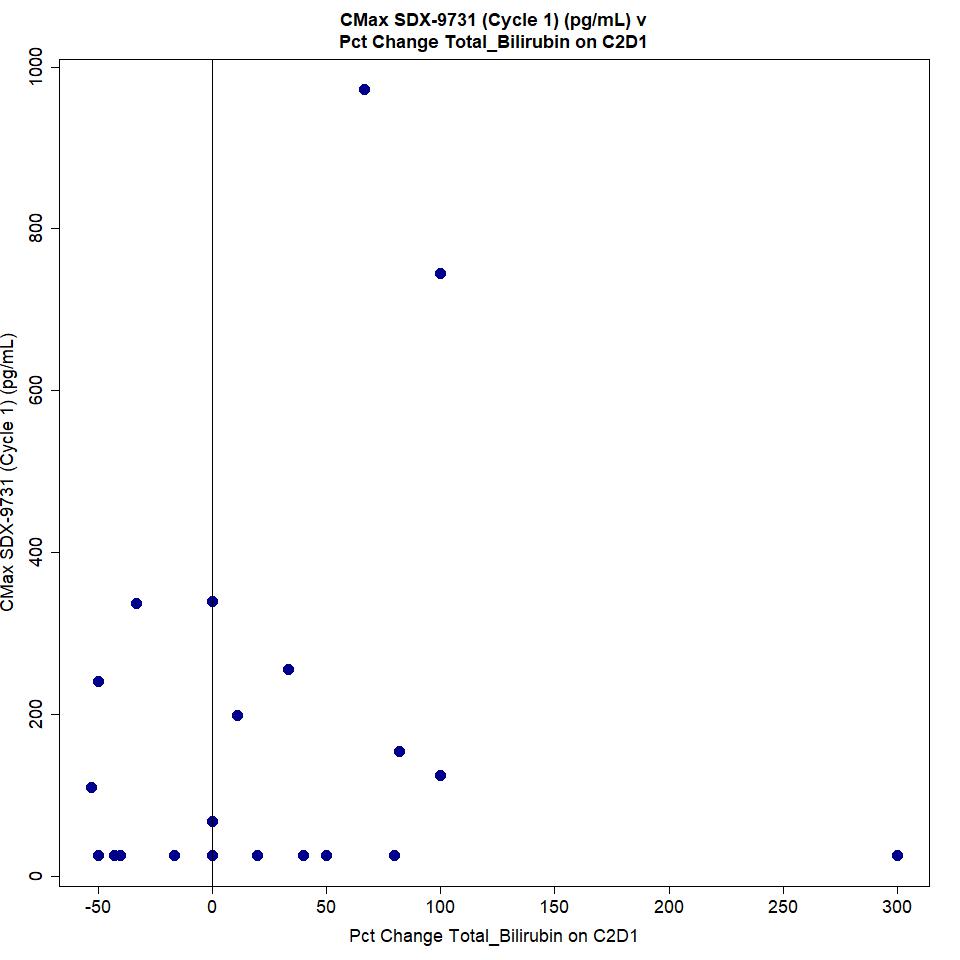 CMax SDX-9731 (Cycle 1) (pg/mL) v
Pct Change Total_Bilirubin on C2D1
CMax SDX-9731 (Cycle 1) (pg/mL)
1000
800
600
400
200
0
-50 0 50 100 150 200 250 300
Pct Change Total_Bilirubin on C2D1